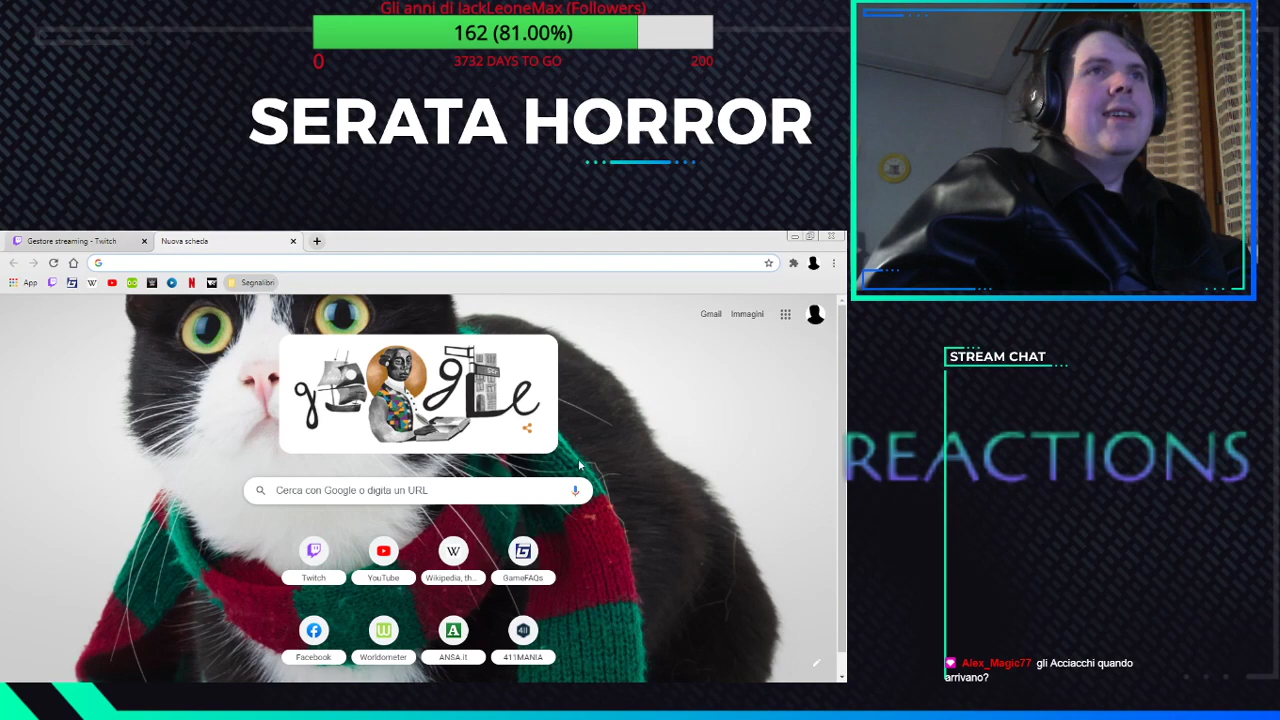 Gli anni di JackLeoneMax (Followers)
162 (81.00%)
0 3732 DAYS TO GO 200
SERATA HORROR
Gestore streaming - Twitch
Nuova scheda
App
Segnalibri
Gmail Immagini
Cerca con Google o digita un URL
Twitch YouTube Wikipedia, th... GameFAQs
Facebook Worldometer ANSA.it 411MANIA
STREAM CHAT
REACTIONS
Alex_Magic77 gli Acciacchi quando
arrivano?